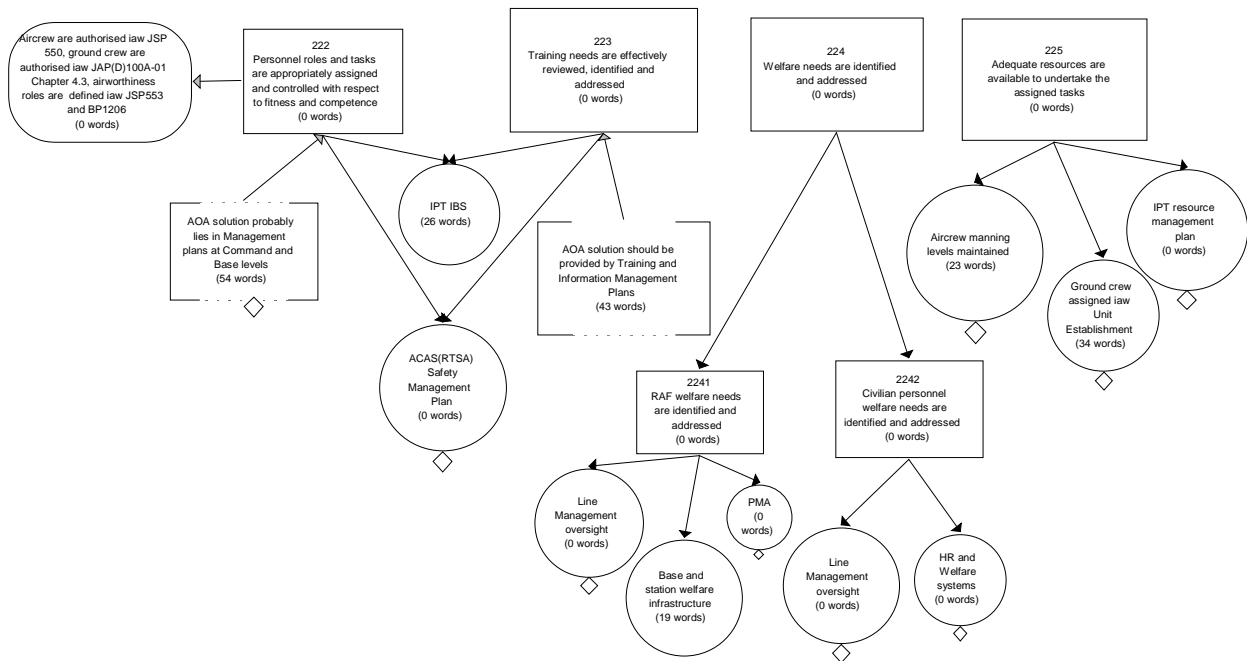 Aircrew are authorised iaw JSP
550, ground crew are
authorised iaw JAP(D)100A-01
Chapter 4.3, airworthiness
roles are defined iaw JSP553
and BP1206
(0 words)
222
Personnel roles and tasks
are appropriately assigned
and controlled with respect
to fitness and competence
(0 words)
223
Training needs are effectively
reviewed, identified and
addressed
(0 words)
224
Welfare needs are identified
and addressed
(0 words)
225
Adequate resources are
available to undertake the
assigned tasks
(0 words)
AOA solution probably
lies in Management
plans at Command and
Base levels
(54 words)
IPT IBS
(26 words)
AOA solution should be
provided by Training and
Information Management
Plans
(43 words)
Aircrew manning
levels maintained
(23 words)
IPT resource
management
plan
(0 words)
Ground crew
assigned iaw
Unit
Establishment
(34 words)
ACAS(RTSA)
Safety
Management
Plan
(0 words)
2241
RAF welfare needs
are identified and
addressed
(0 words)
2242
Civilian personnel
welfare needs are
identified and addressed
(0 words)
Line
Management
oversight
(0 words)
Base and
station welfare
infrastructure
(19 words)
PMA
(0
words)
Line
Management
oversight
(0 words)
HR and
Welfare
systems
(0 words)